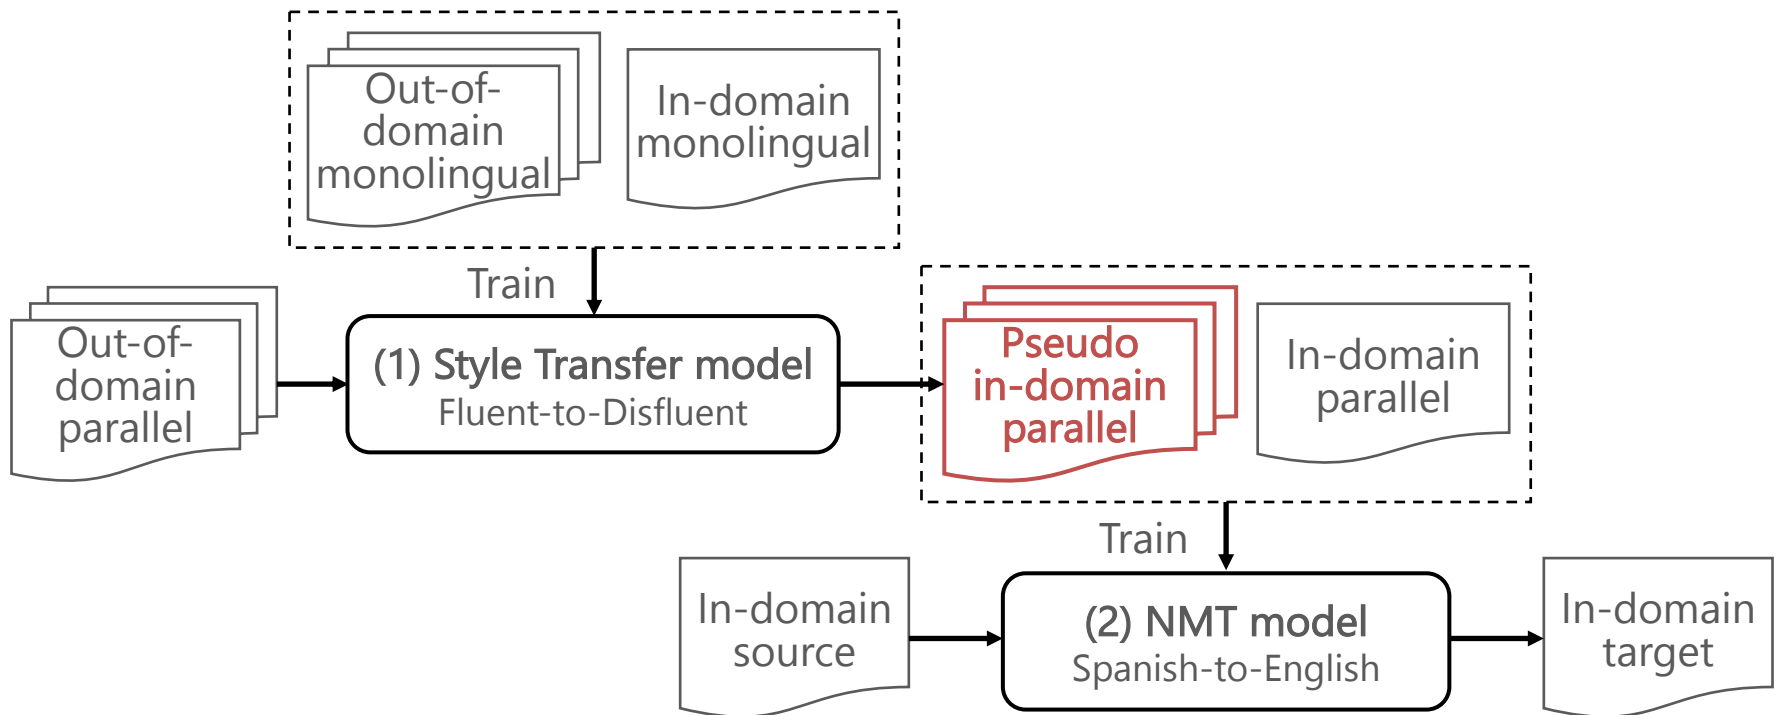 Out-of-
domain
monolingual
In-domain
monolingual
Train
Out-of-
domain
parallel
(1) Style Transfer model
Fluent-to-Disfluent
Pseudo
in-domain
parallel
In-domain
parallel
Train
In-domain
source
(2) NMT model
Spanish-to-English
In-domain
target